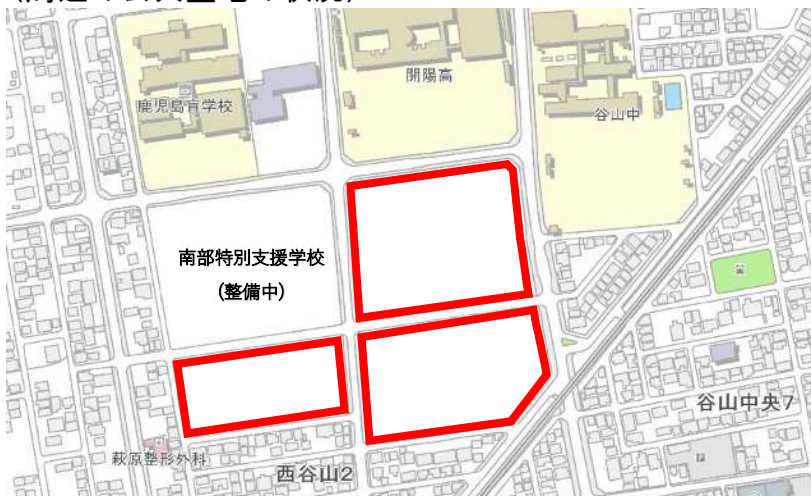 開陽高
鹿児島盲学校
谷山中
南部特別支援学校
(整備中)
谷山中央7
萩原整形外科
西谷山2
P